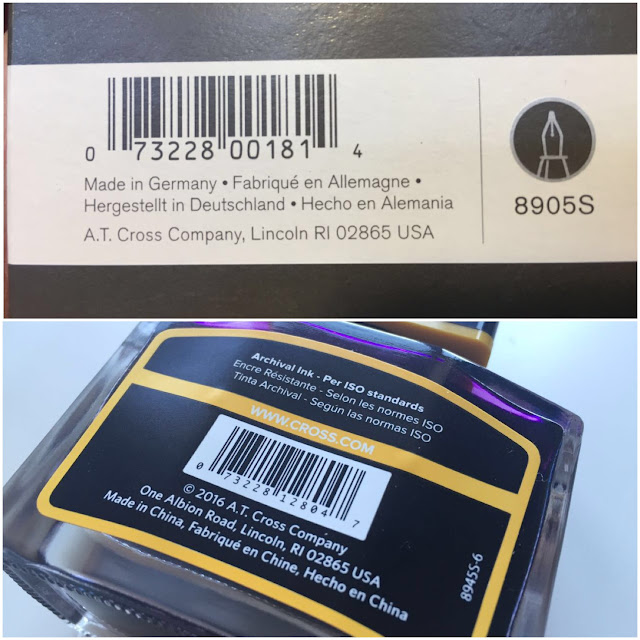 0 73228 00181 4
Made in Germany • Fabriqué en Allemagne •
Hergestellt in Deutschland • Hecho en Alemania
A.T. Cross Company, Lincoln RI 02865 USA
8905S
Archival Ink - Per ISO standards
Encre Résistante - Selon les normes ISO
Tinta Archival - Según las normas ISO
WWW.CROSS.COM
0 73228 12804 7
© 2016 A.T. Cross Company
One Albion Road, Lincoln, RI 02865 USA
Made in China, Fabriqué en Chine, Hecho en China
8945S-6